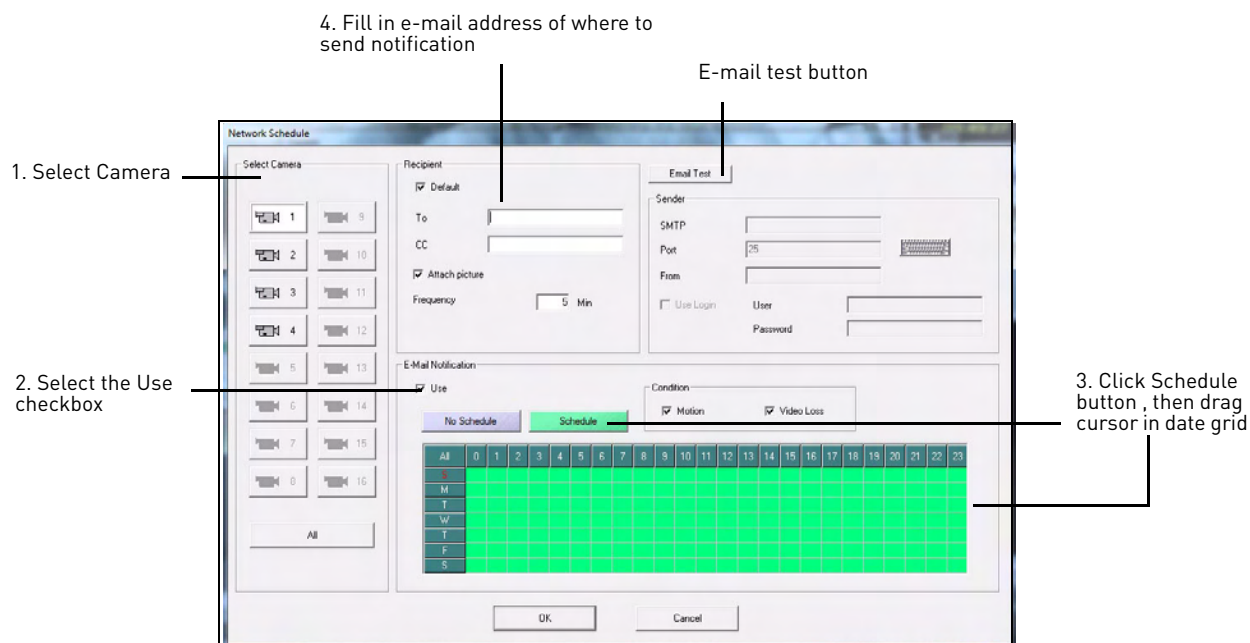 4. Fill in e-mail address of where to
send notification
E-mail test button
1. Select Camera
2. Select the Use
checkbox
3. Click Schedule
button , then drag
cursor in date grid
Network Schedule
Select Camera
1 9
2 10
3 11
4 12
5 13
6 14
7 15
8 16
All
Recipient
Default
To
CC
Attach picture
Frequency 5 Min
Email Test
Sender
SMTP
Port 25
From
Use Login User
Password
E-Mail Notification
Use
No Schedule Schedule
Condition
Motion Video Loss
All 0 1 2 3 4 5 6 7 8 9 10 11 12 13 14 15 16 17 18 19 20 21 22 23
S
M
T
W
T
F
S
OK Cancel